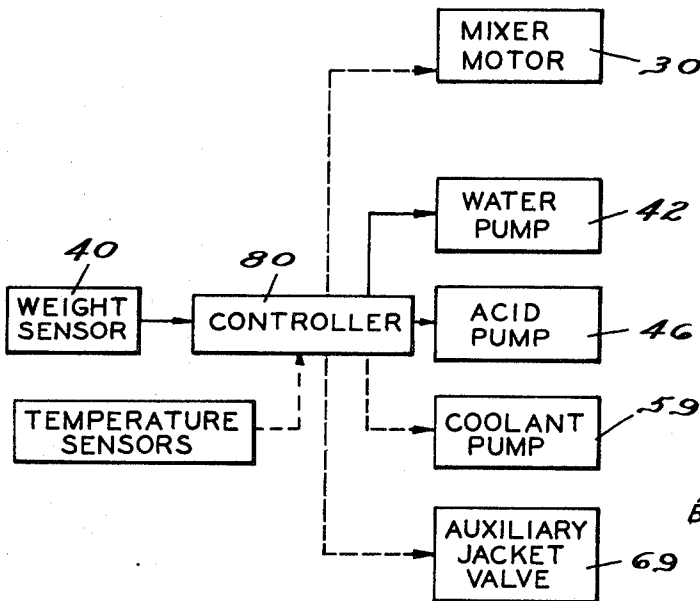 MIXER
MOTOR
30
WATER
PUMP
42
40
80
WEIGHT
SENSOR
CONTROLLER
ACID
PUMP
46
TEMPERATURE
SENSORS
COOLANT
PUMP
59
AUXILIARY
JACKET
VALVE
69